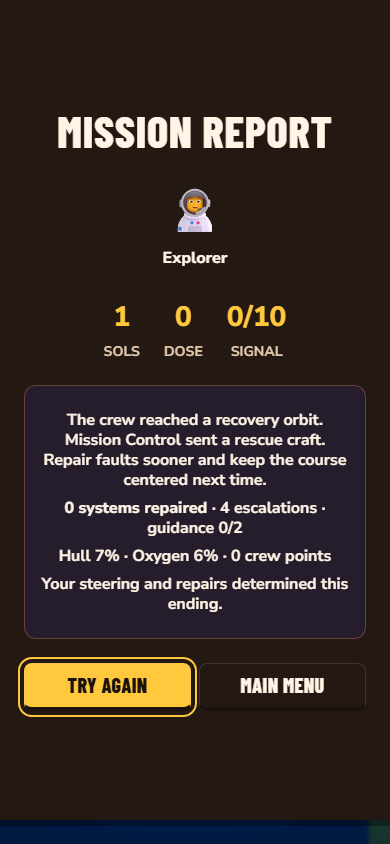 MISSION REPORT
Explorer
1 0 0/10
SOLS DOSE SIGNAL
The crew reached a recovery orbit.
Mission Control sent a rescue craft.
Repair faults sooner and keep the course
centered next time.
0 systems repaired · 4 escalations ·
guidance 0/2
Hull 7% · Oxygen 6% · 0 crew points
Your steering and repairs determined this
ending.
TRY AGAIN MAIN MENU